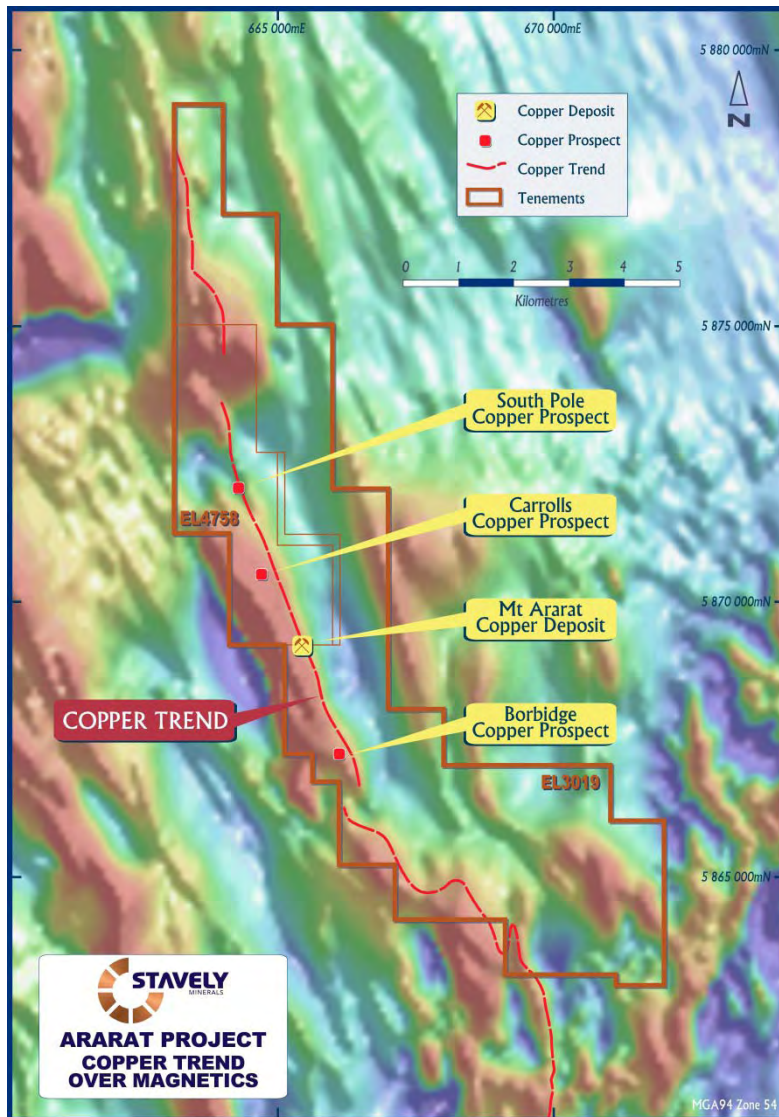 665 000mE
670 000mE
5 880 000mN
N
Copper Deposit
Copper Prospect
Copper Trend
Tenements
0 1 2 3 4 5
Kilometres
5 875 000mN
South Pole
Copper Prospect
EL4758
Carrolls
Copper Prospect
5 870 000mN
Mt Ararat
Copper Deposit
COPPER TREND
Borbidge
Copper Prospect
EL3019
5 865 000mN
STAVELY
MINERALS
ARARAT PROJECT
COPPER TREND
OVER MAGNETICS
MGA94 Zone 54